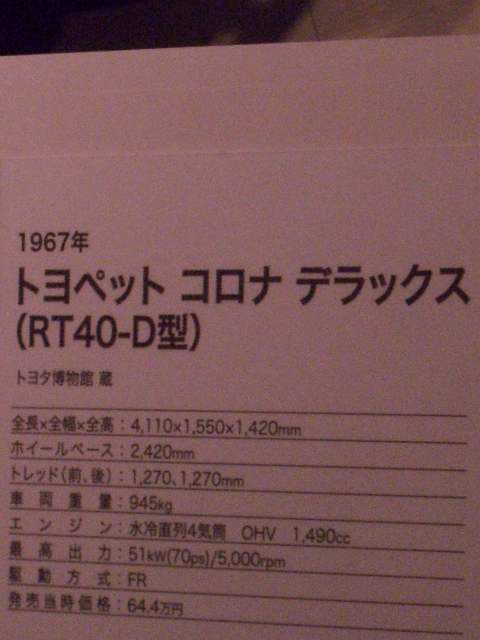 1967年
トヨペット コロナ デラックス
(RT40-D型)
トヨタ博物館 蔵
全長×全幅×全高：4,110×1,550×1,420mm
ホイールベース：2,420mm
トレッド(前、後)：1,270、1,270mm
車両重量：945kg
エンジン：水冷直列4気筒 OHV 1,490cc
最高出力：51kW(70ps)/5,000rpm
駆動方式：FR
発売当時価格：64.4万円